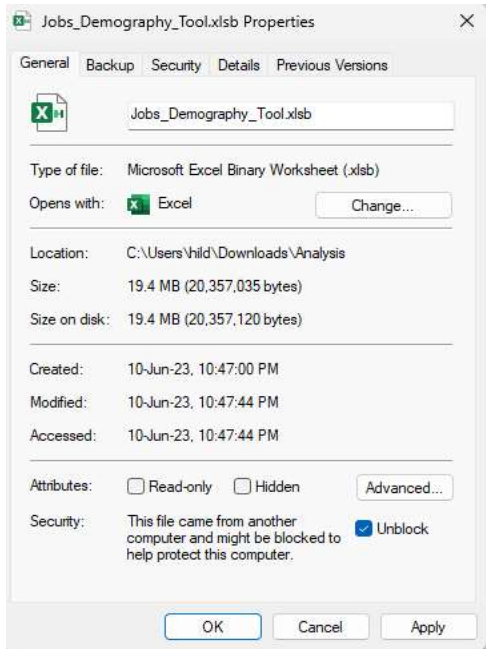 Jobs_Demography_Tool.xlsb Properties
General Backup Security Details Previous Versions
Jobs_Demography_Tool.xlsb
Type of file: Microsoft Excel Binary Worksheet (.xlsb)
Opens with: Excel Change...
Location: C:\Users\hild\Downloads\Analysis
Size: 19.4 MB (20,357,035 bytes)
Size on disk: 19.4 MB (20,357,120 bytes)
Created: 10-Jun-23, 10:47:00 PM
Modified: 10-Jun-23, 10:47:44 PM
Accessed: 10-Jun-23, 10:47:44 PM
Attributes: Read-only Hidden Advanced...
Security: This file came from another
computer and might be blocked to Unblock
help protect this computer.
OK Cancel Apply